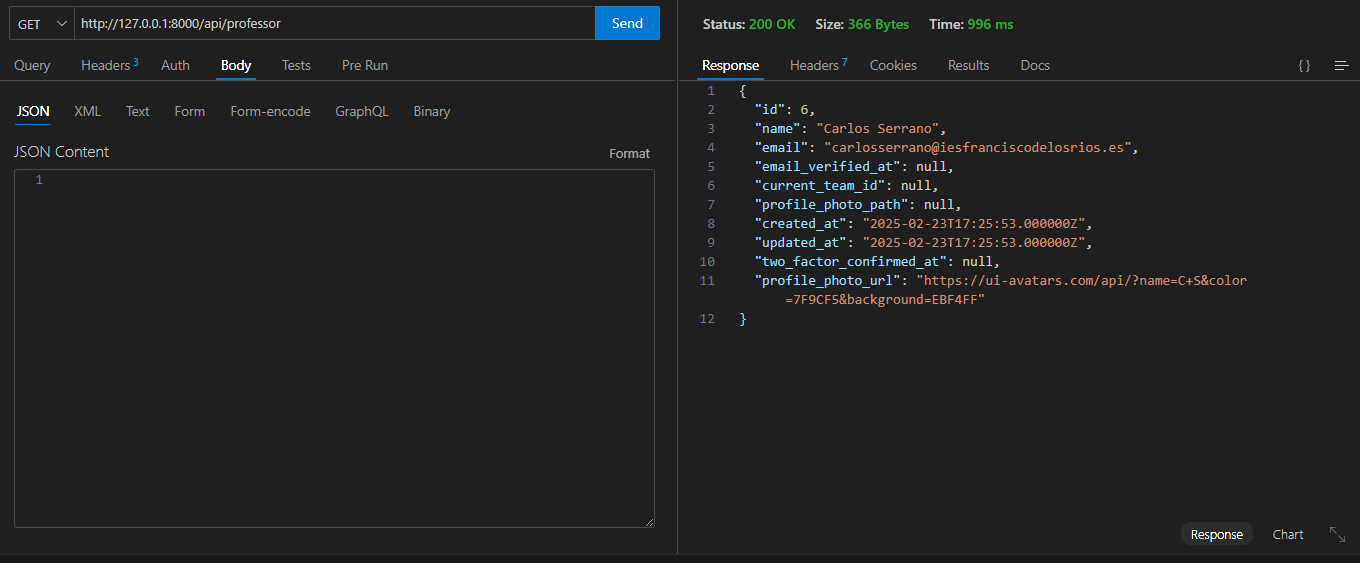 GET http://127.0.0.1:8000/api/professor Send
Query Headers 3 Auth Body Tests Pre Run
JSON XML Text Form Form-encode GraphQL Binary
JSON Content Format
1
Status: 200 OK Size: 366 Bytes Time: 996 ms
Response Headers 7 Cookies Results Docs { }
1 {
2 "id": 6,
3 "name": "Carlos Serrano",
4 "email": "carlosserrano@iesfranciscodelosrios.es",
5 "email_verified_at": null,
6 "current_team_id": null,
7 "profile_photo_path": null,
8 "created_at": "2025-02-23T17:25:53.000000Z",
9 "updated_at": "2025-02-23T17:25:53.000000Z",
10 "two_factor_confirmed_at": null,
11 "profile_photo_url": "https://ui-avatars.com/api/?name=C+S&color
=7F9CF5&background=EBF4FF"
12 }
Response Chart